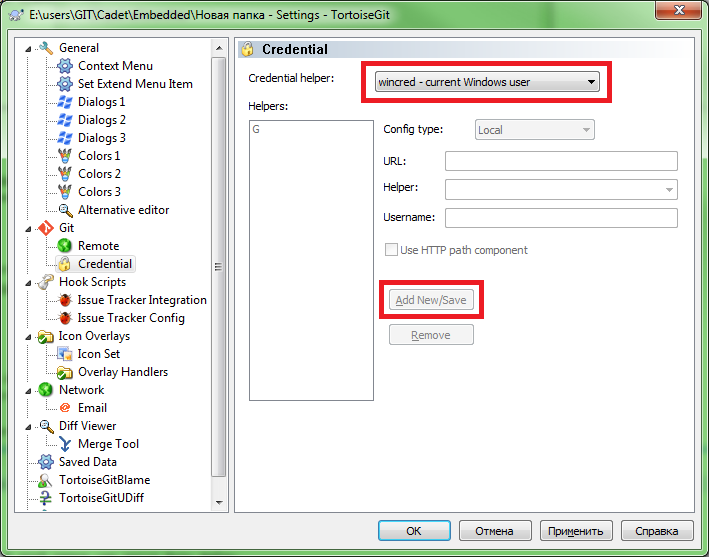 E:\users\GIT\Cadet\Embedded\Новая папка - Settings - TortoiseGit
General
Context Menu
Set Extend Menu Item
Dialogs 1
Dialogs 2
Dialogs 3
Colors 1
Colors 2
Colors 3
Alternative editor
Git
Remote
Credential
Hook Scripts
Issue Tracker Integration
Issue Tracker Config
Icon Overlays
Icon Set
Overlay Handlers
Network
Email
Diff Viewer
Merge Tool
Saved Data
TortoiseGitBlame
TortoiseGitUDiff
Credential
Credential helper:
wincred - current Windows user
Helpers:
G
Config type:
Local
URL:
Helper:
Username:
Use HTTP path component
Add New/Save
Remove
OK
Отмена
Применить
Справка